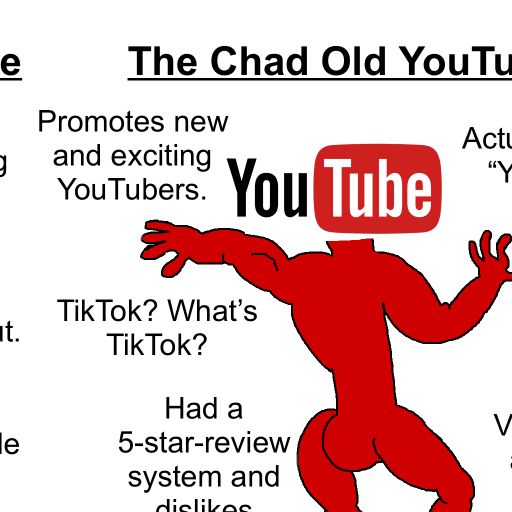 The Chad Old YouTu
Promotes new
and exciting
YouTubers.
YouTube
TikTok? What's
TikTok?
Had a
5-star-review
system and
dislikes
Actu
"Y